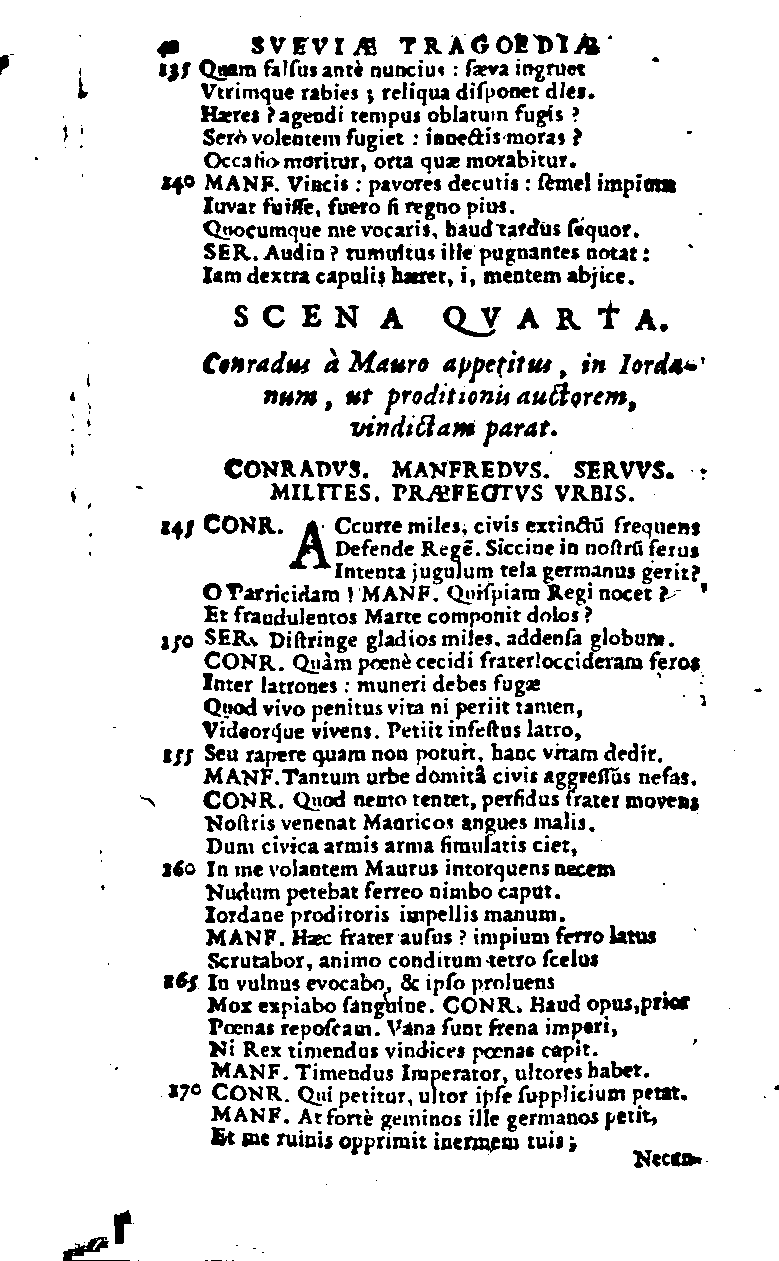 40 SVEVIÆ TRAGOEDIÆ
235 Quam falſus antè nuncius : ſæva ingruet
Vtrimque rabies ; reliqua diſponet dies.
Hæres ? agendi tempus oblatum fugis ?
Serò volentem fugiet : innectis moras ?
Occaſio moritur, orta quæ morabitur.
240 MANF. Vincis : pavores decutis : ſemel impium
Iuvat fuiſſe, fuero ſi regno pius.
Quocumque me vocaris, haud tardus ſequor.
SER. Audin ? tumultus ille pugnantes notat :
Iam dextra capulis hæret, i, mentem abjice.
SCENA QVARTA.
Conradus à Mauro appetitus, in Iorda-
num, ut proditionis auctorem,
vindictam parat.
CONRADVS. MANFREDVS. SERVVS.
MILITES. PRÆFECTVS VRBIS.
245 CONR. ACcurre miles, civis extinctū frequens
Defende Regē. Siccine in noſtrū ferus
Intenta jugulum tela germanus gerit?
O Parricidam ! MANF. Quiſpiam Regi nocet ?
Et fraudulentos Marte componit dolos ?
250 SER. Diſtringe gladios miles, addenſa globum.
CONR. Quàm pœnè cecidi frater! occideram feros
Inter latrones : muneri debes fugæ
Quod vivo penitus vita ni periit tamen,
Videorque vivens. Petiit infeſtus latro,
255 Seu rapere quam non potuit, hanc vitam dedit.
MANF. Tantum urbe domitâ civis aggreſſus nefas.
CONR. Quod nemo tentet, perfidus frater movens
Noſtris venenat Mauricos angues malis.
Dum civica armis arma ſimulatis ciet,
260 In me volantem Maurus intorquens necem
Nudum petebat ferreo nimbo caput.
Iordane proditoris impellis manum.
MANF. Hæc frater auſus ? impium ferro latus
Scrutabor, animo conditum tetro ſcelus
265 In vulnus evocabo, & ipſo proluens
Mox expiabo ſanguine. CONR. Haud opus, prior
Pœnas repoſcam. Vana ſunt frena imperi,
Ni Rex timendus vindices pœnas capit.
MANF. Timendus Imperator, ultores habet.
270 CONR. Qui petitur, ultor ipſe ſupplicium petat.
MANF. At fortè geminos ille germanos petit,
Et me ruinis opprimit inermem tuis ;
Necen-